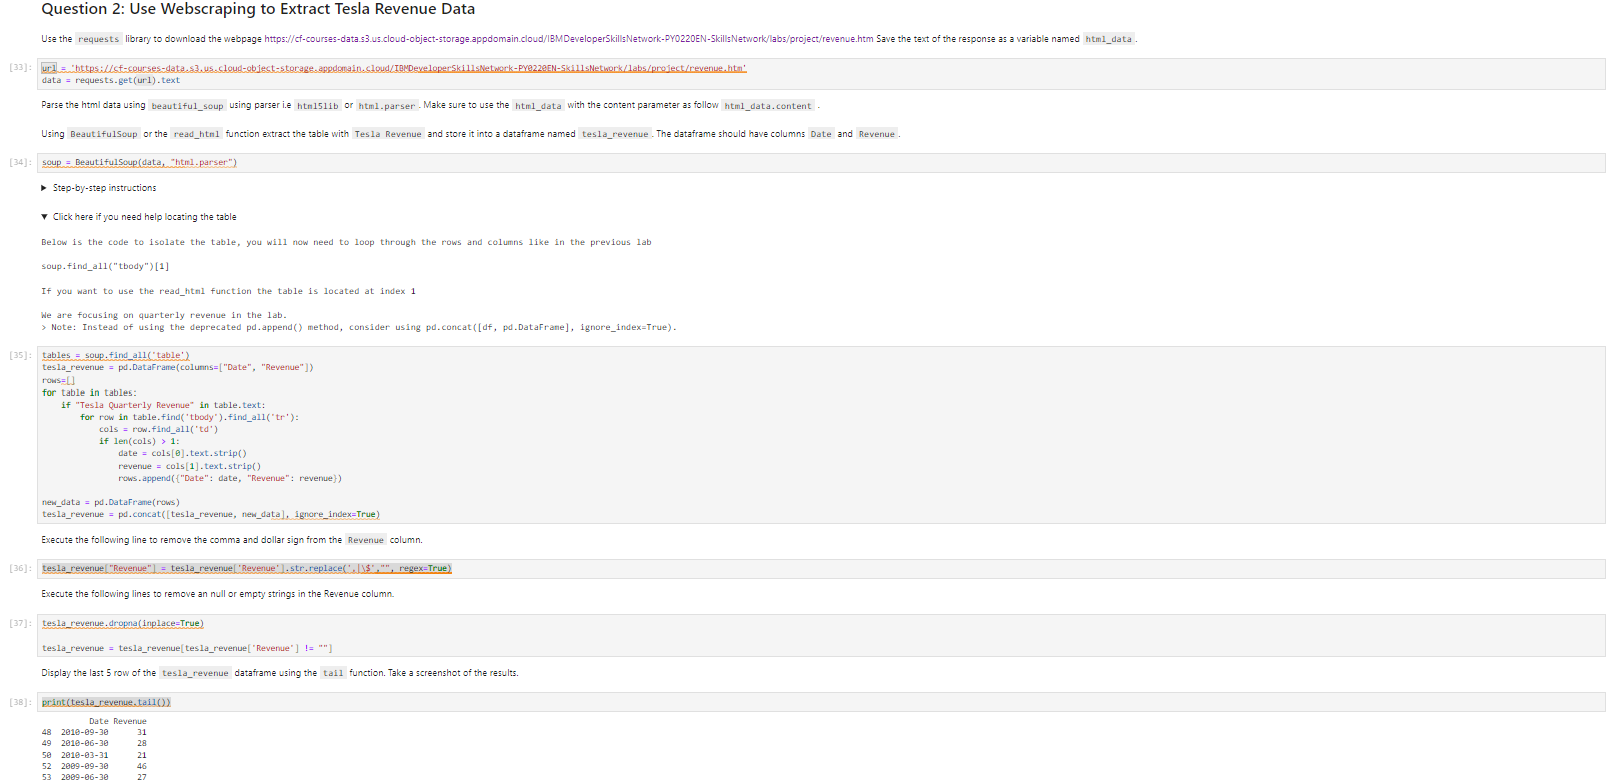 Question 2: Use Webscraping to Extract Tesla Revenue Data
Use the requests library to download the webpage https://cf-courses-data.s3.us.cloud-object-storage.appdomain.cloud/IBMDeveloperSkillsNetwork-PY0220EN-SkillsNetwork/labs/project/revenue.htm Save the text of the response as a variable named html_data .
[33]: url = 'https://cf-courses-data.s3.us.cloud-object-storage.appdomain.cloud/IBMDeveloperSkillsNetwork-PY0220EN-SkillsNetwork/labs/project/revenue.htm'
data = requests.get(url).text
Parse the html data using beautiful_soup using parser i.e html5lib or html.parser . Make sure to use the html_data with the content parameter as follow html_data.content .
Using BeautifulSoup or the read_html function extract the table with Tesla Revenue and store it into a dataframe named tesla_revenue . The dataframe should have columns Date and Revenue .
[34]: soup = BeautifulSoup(data, "html.parser")
▶ Step-by-step instructions
▼ Click here if you need help locating the table
Below is the code to isolate the table, you will now need to loop through the rows and columns like in the previous lab
soup.find_all("tbody")[1]
If you want to use the read_html function the table is located at index 1
We are focusing on quarterly revenue in the lab.
> Note: Instead of using the deprecated pd.append() method, consider using pd.concat([df, pd.DataFrame], ignore_index=True).
[35]: tables = soup.find_all('table')
tesla_revenue = pd.DataFrame(columns=["Date", "Revenue"])
rows=[]
for table in tables:
    if "Tesla Quarterly Revenue" in table.text:
        for row in table.find('tbody').find_all('tr'):
            cols = row.find_all('td')
            if len(cols) > 1:
                date = cols[0].text.strip()
                revenue = cols[1].text.strip()
                rows.append({"Date": date, "Revenue": revenue})
new_data = pd.DataFrame(rows)
tesla_revenue = pd.concat([tesla_revenue, new_data], ignore_index=True)
Execute the following line to remove the comma and dollar sign from the Revenue column.
[36]: tesla_revenue["Revenue"] = tesla_revenue['Revenue'].str.replace(',|\$',"", regex=True)
Execute the following lines to remove an null or empty strings in the Revenue column.
[37]: tesla_revenue.dropna(inplace=True)
tesla_revenue = tesla_revenue[tesla_revenue['Revenue'] != ""]
Display the last 5 row of the tesla_revenue dataframe using the tail function. Take a screenshot of the results.
[38]: print(tesla_revenue.tail())
Date Revenue
48 2010-09-30 31
49 2010-06-30 28
50 2010-03-31 21
52 2009-09-30 46
53 2009-06-30 27